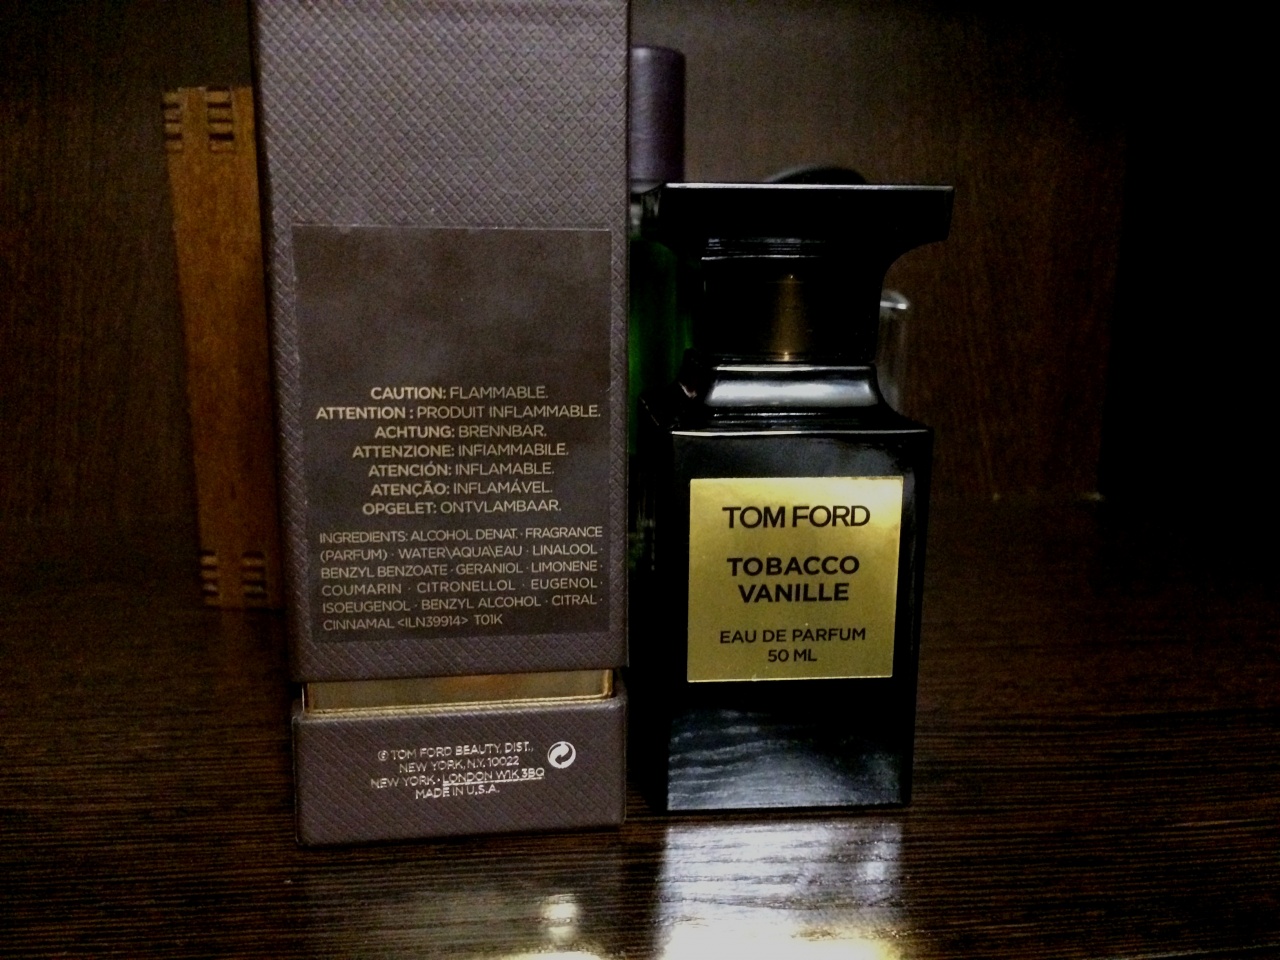 CAUTION: FLAMMABLE.
ATTENTION : PRODUIT INFLAMMABLE.
ACHTUNG: BRENNBAR.
ATTENZIONE: INFIAMMABILE.
ATENCIÓN: INFLAMABLE.
ATENÇÃO: INFLAMÁVEL.
OPGELET: ONTVLAMBAAR.
INGREDIENTS: ALCOHOL DENAT. · FRAGRANCE
(PARFUM) · WATER\AQUA\EAU · LINALOOL ·
BENZYL BENZOATE · GERANIOL · LIMONENE ·
COUMARIN · CITRONELLOL · EUGENOL ·
ISOEUGENOL · BENZYL ALCOHOL · CITRAL ·
CINNAMAL <ILN39914> T01K
© TOM FORD BEAUTY, DIST.,
NEW YORK, N.Y. 10022
NEW YORK · LONDON W1K 3BQ
MADE IN U.S.A.
TOM FORD
TOBACCO
VANILLE
EAU DE PARFUM
50 ML